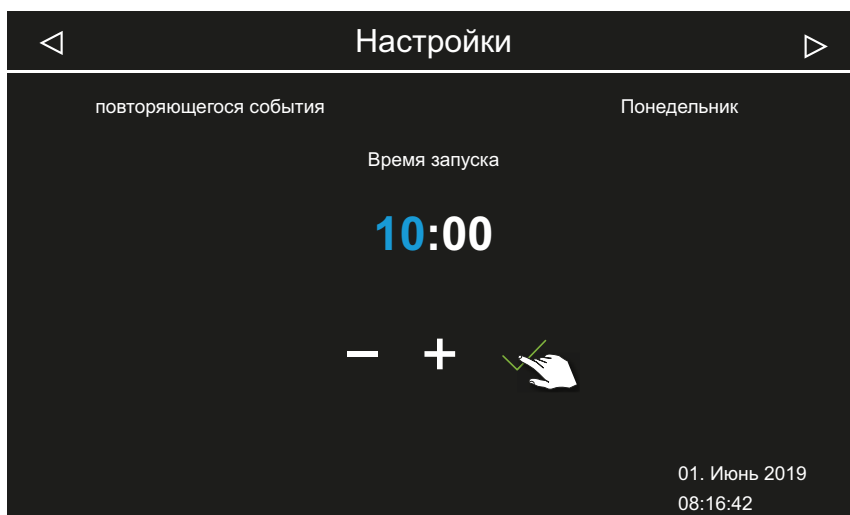 Настройки
повторяющегося события Понедельник
Время запуска
10:00
01. Июнь 2019
08:16:42